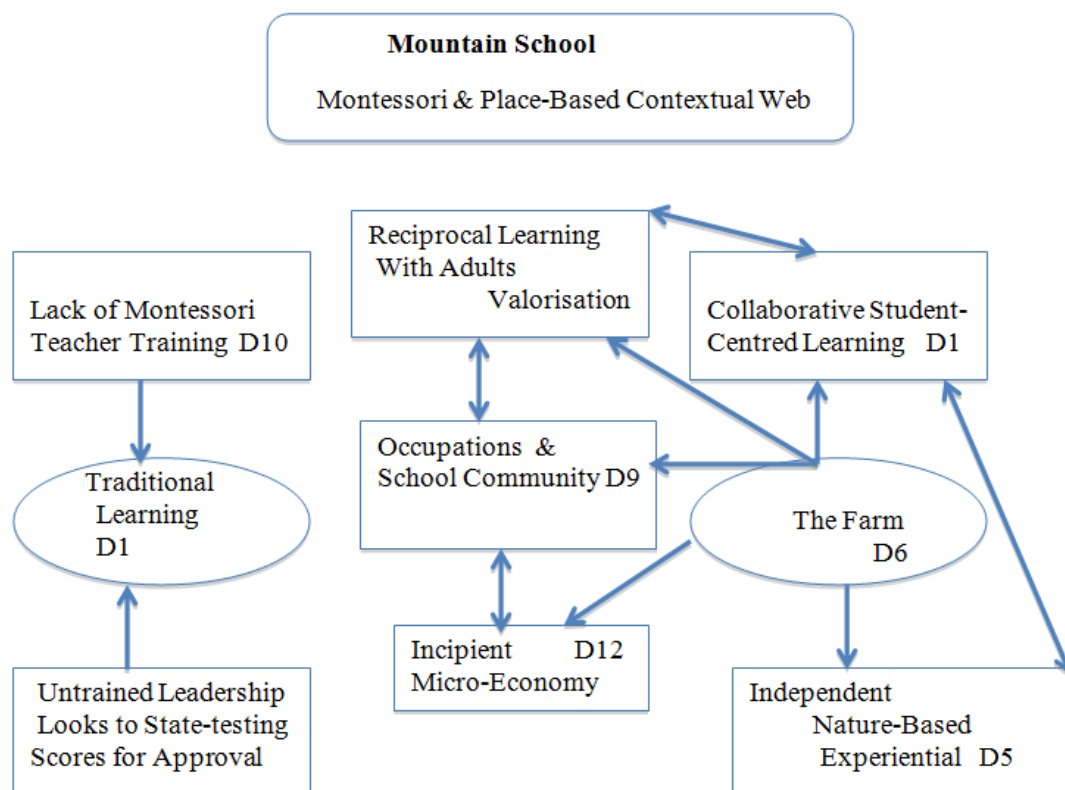 Mountain School
Montessori & Place-Based Contextual Web
Reciprocal Learning
With Adults
Valorisation
Lack of Montessori
Teacher Training D10
Collaborative Student-
Centred Learning D1
Occupations &
School Community D9
Traditional
Learning
D1
The Farm
D6
Incipient D12
Micro-Economy
Untrained Leadership
Looks to State-testing
Scores for Approval
Independent
Nature-Based
Experiential D5